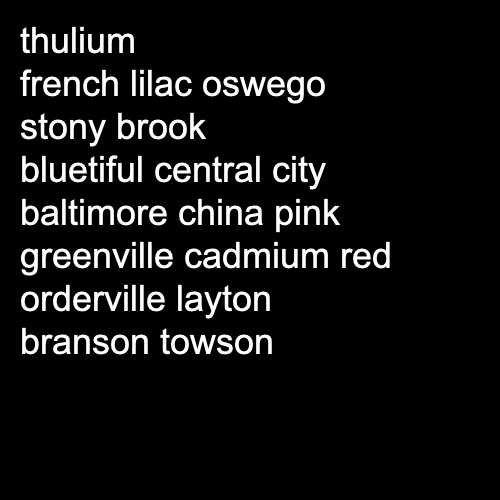 thulium
french lilac oswego
stony brook
bluetiful central city
baltimore china pink
greenville cadmium red
orderville layton
branson towson